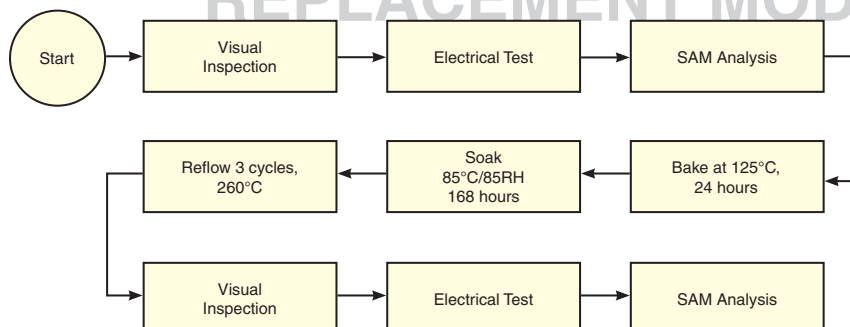 REPLACEMENT MOD
Start
Visual
Inspection
Electrical Test
SAM Analysis
Bake at 125°C,
24 hours
Soak
85°C/85RH
168 hours
Reflow 3 cycles,
260°C
Visual
Inspection
Electrical Test
SAM Analysis